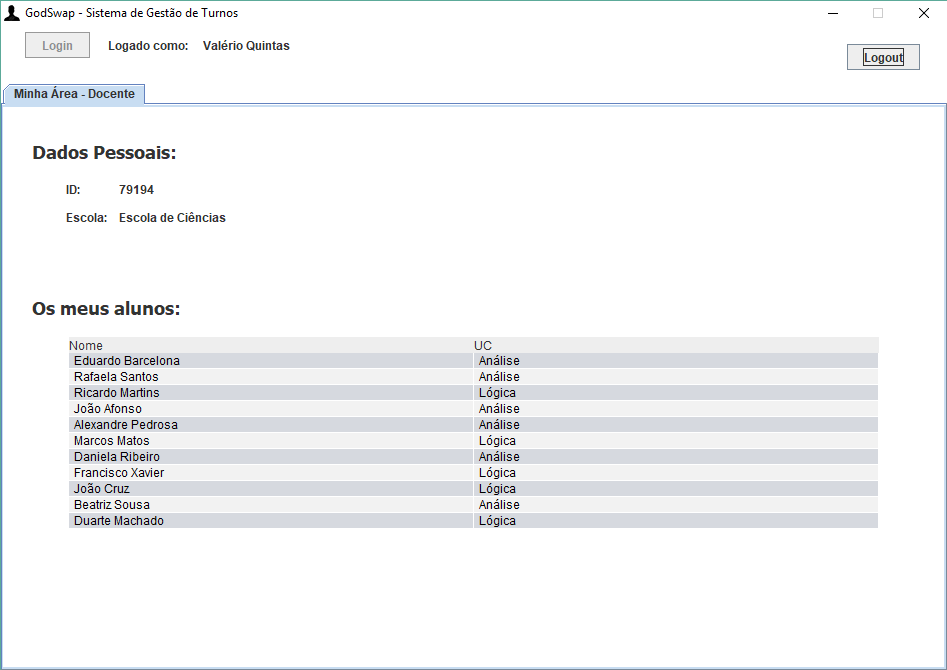 GodSwap - Sistema de Gestão de Turnos
Login Logado como: Valério Quintas
Logout
Minha Área - Docente
Dados Pessoais:
ID: 79194
Escola: Escola de Ciências
Os meus alunos:
Nome UC
Eduardo Barcelona Análise
Rafaela Santos Análise
Ricardo Martins Lógica
João Afonso Análise
Alexandre Pedrosa Análise
Marcos Matos Lógica
Daniela Ribeiro Análise
Francisco Xavier Lógica
João Cruz Lógica
Beatriz Sousa Análise
Duarte Machado Lógica